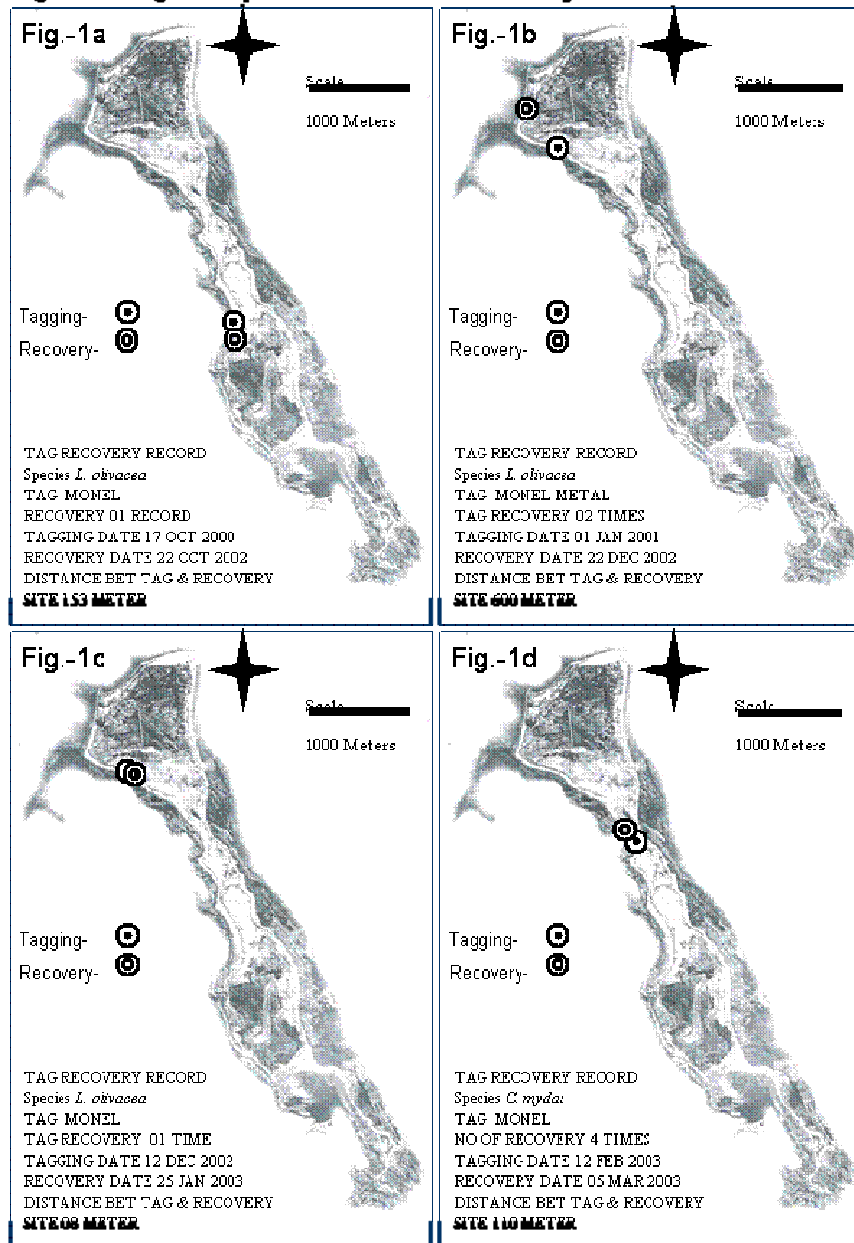 Fig.-1a
Scale
1000 Meters
Tagging-
Recovery-
TAG RECOVERY RECORD
Species L. olivacea
TAG MONEL
RECOVERY 01 RECORD
TAGGING DATE 17 OCT 2000
RECOVERY DATE 22 OCT 2002
DISTANCE BET TAG & RECOVERY
SITE 153 METER
Fig.-1b
Scale
1000 Meters
Tagging-
Recovery-
TAG RECOVERY RECORD
Species L. olivacea
TAG MONEL METAL
TAG RECOVERY 02 TIMES
TAGGING DATE 01 JAN 2001
RECOVERY DATE 22 DEC 2002
DISTANCE BET TAG & RECOVERY
SITE 600 METER
Fig.-1c
Scale
1000 Meters
Tagging-
Recovery-
TAG RECOVERY RECORD
Species L. olivacea
TAG MONEL
TAG RECOVERY 01 TIME
TAGGING DATE 12 DEC 2002
RECOVERY DATE 25 JAN 2003
DISTANCE BET TAG & RECOVERY
SITE 08 METER
Fig.-1d
Scale
1000 Meters
Tagging-
Recovery-
TAG RECOVERY RECORD
Species C mydas
TAG MONEL
NO OF RECOVERY 4 TIMES
TAGGING DATE 12 FEB 2003
RECOVERY DATE 05 MAR 2003
DISTANCE BET TAG & RECOVERY
SITE 110 METER